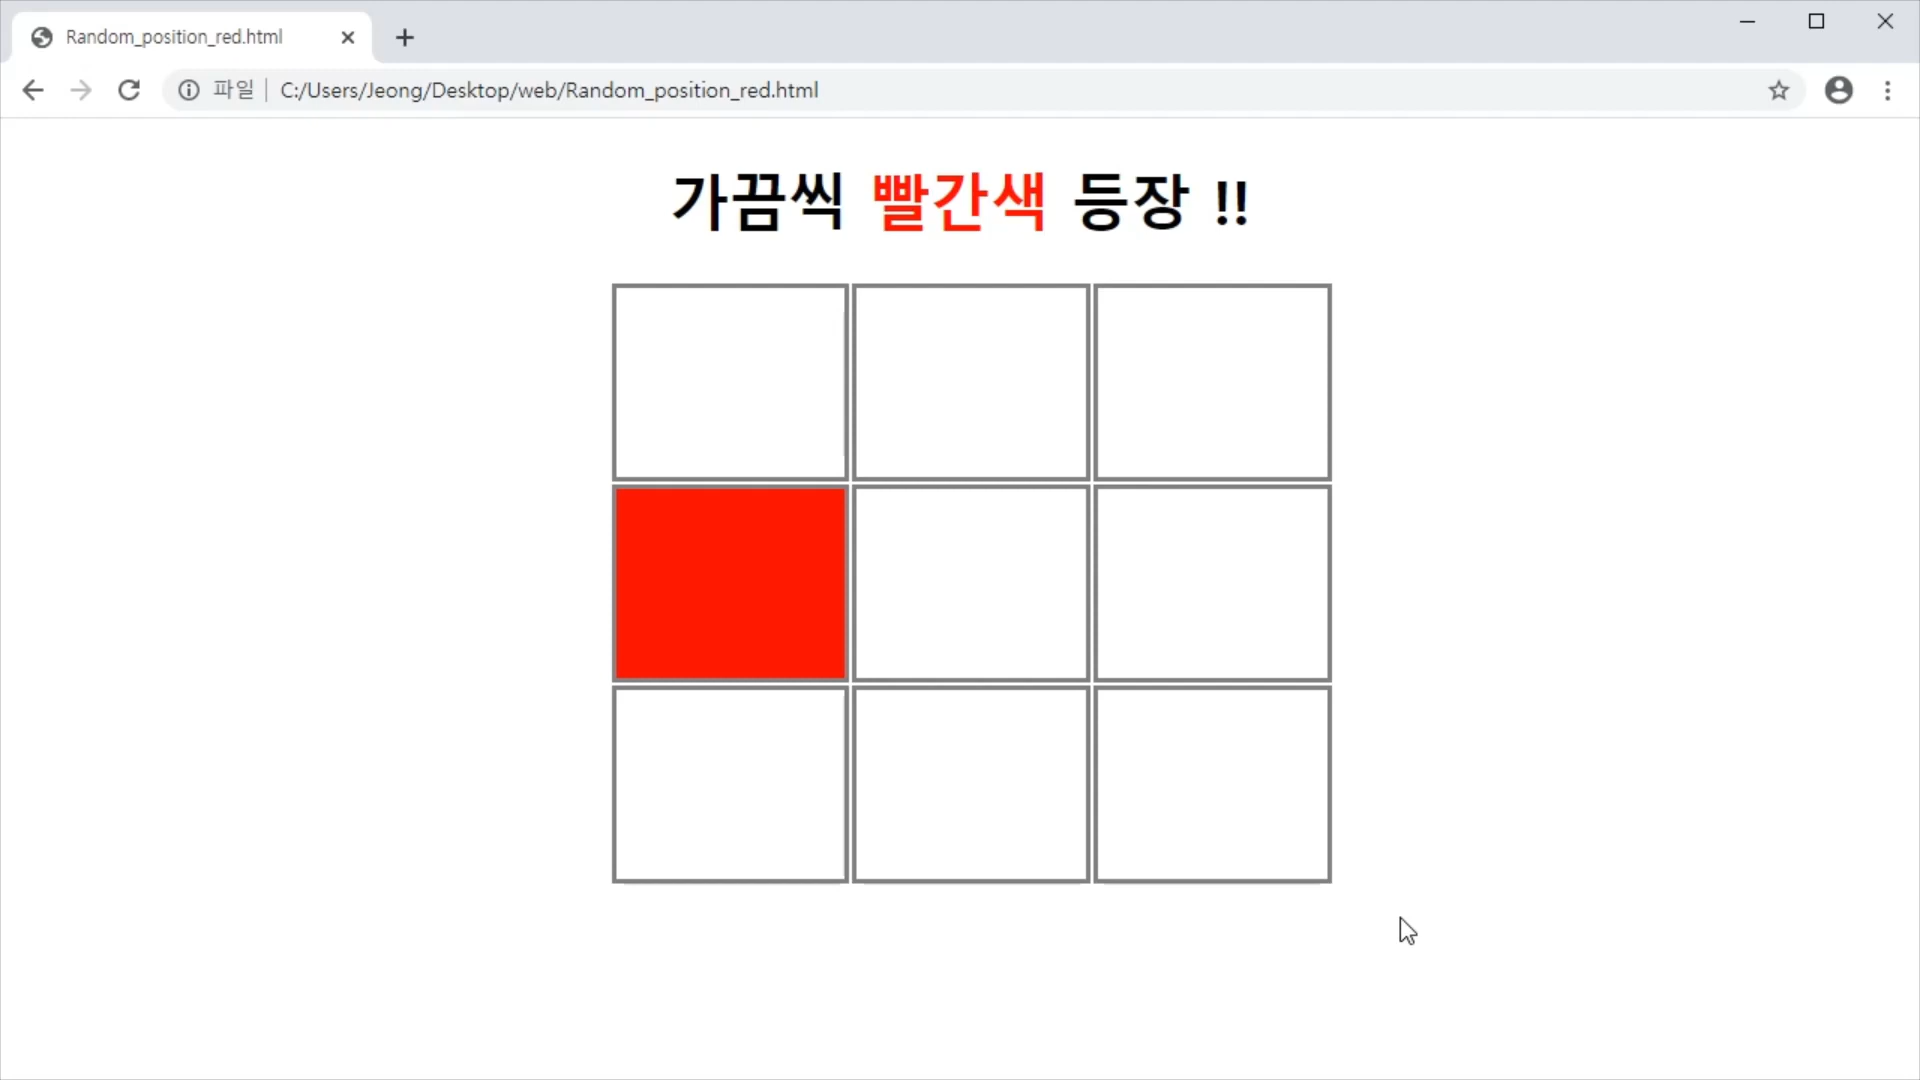 Random_position_red.html
파일 | C:/Users/Jeong/Desktop/web/Random_position_red.html
가끔씩 빨간색 등장 !!